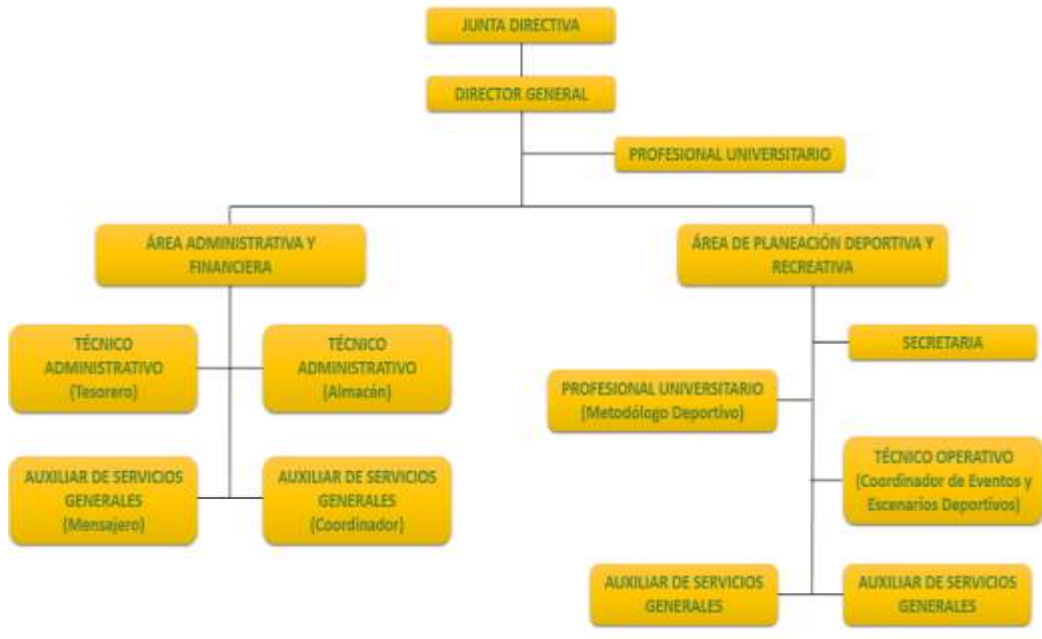 JUNTA DIRECTIVA
DIRECTOR GENERAL
PROFESIONAL UNIVERSITARIO
ÁREA ADMINISTRATIVA Y
FINANCIERA
ÁREA DE PLANEACIÓN DEPORTIVA Y
RECREATIVA
TÉCNICO
ADMINISTRATIVO
(Tesorero)
TÉCNICO
ADMINISTRATIVO
(Almacén)
SECRETARIA
PROFESIONAL UNIVERSITARIO
(Metodólogo Deportivo)
AUXILIAR DE SERVICIOS
GENERALES
(Mensajero)
AUXILIAR DE SERVICIOS
GENERALES
(Coordinador)
TÉCNICO OPERATIVO
(Coordinador de Eventos y
Escenarios Deportivos)
AUXILIAR DE SERVICIOS
GENERALES
AUXILIAR DE SERVICIOS
GENERALES